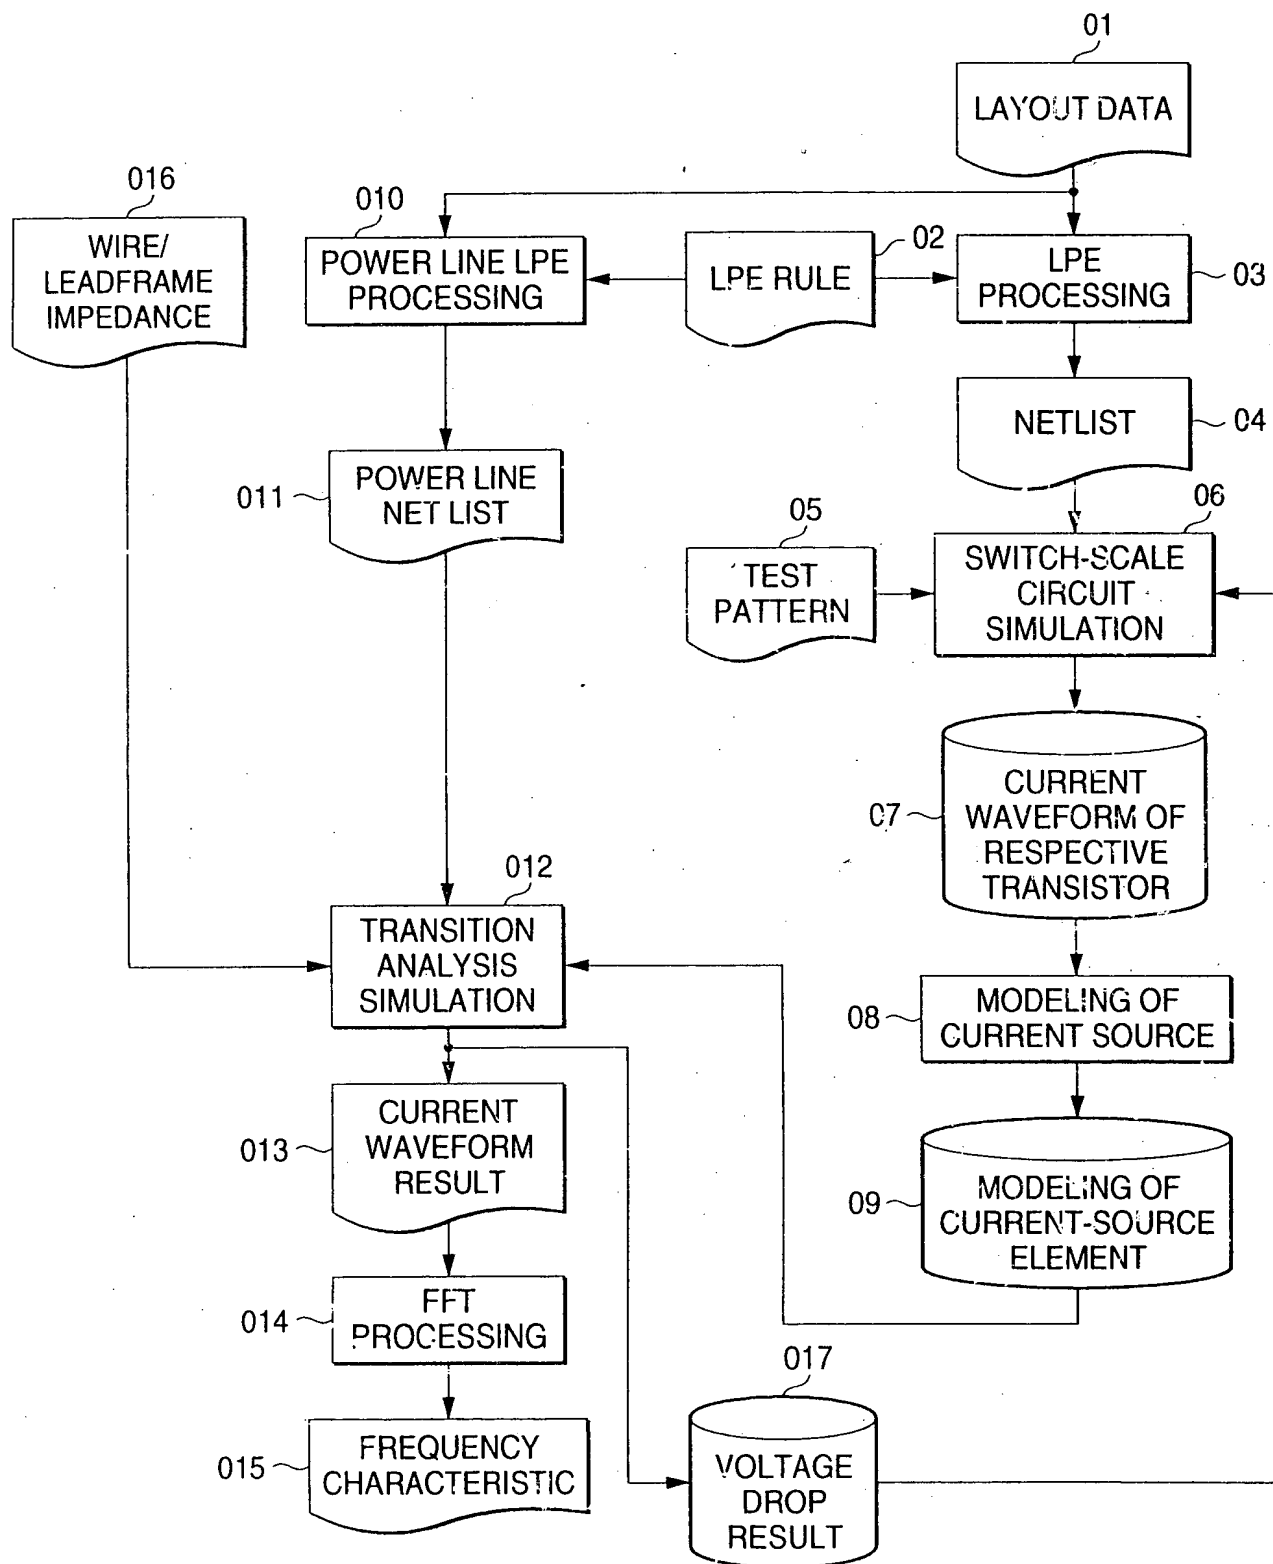 01
LAYOUT DATA
016
WIRE/
LEADFRAME
IMPEDANCE
010
POWER LINE LPE
PROCESSING
02
LPE RULE
LPE
PROCESSING
03
NETLIST
04
011
POWER LINE
NET LIST
05
TEST
PATTERN
06
SWITCH-SCALE
CIRCUIT
SIMULATION
07
CURRENT
WAVEFORM OF
RESPECTIVE
TRANSISTOR
012
TRANSITION
ANALYSIS
SIMULATION
08
MODELING OF
CURRENT SOURCE
013
CURRENT
WAVEFORM
RESULT
09
MODELING OF
CURRENT-SOURCE
ELEMENT
014
FFT
PROCESSING
015
FREQUENCY
CHARACTERISTIC
017
VOLTAGE
DROP
RESULT